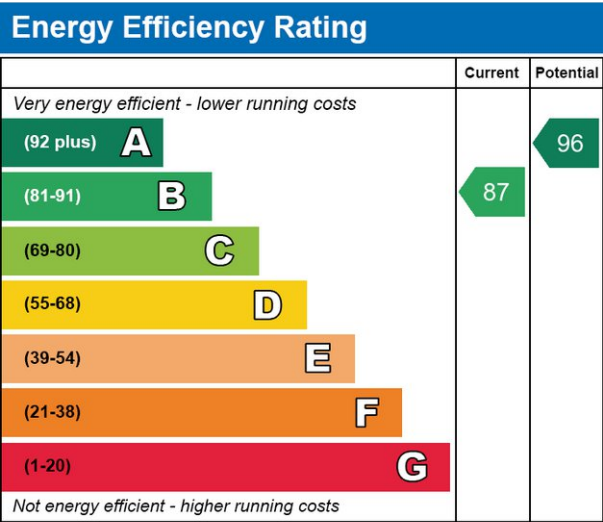 Energy Efficiency Rating
Current Potential
Very energy efficient - lower running costs
(92 plus) A 96
(81-91) B 87
(69-80) C
(55-68) D
(39-54) E
(21-38) F
(1-20) G
Not energy efficient - higher running costs